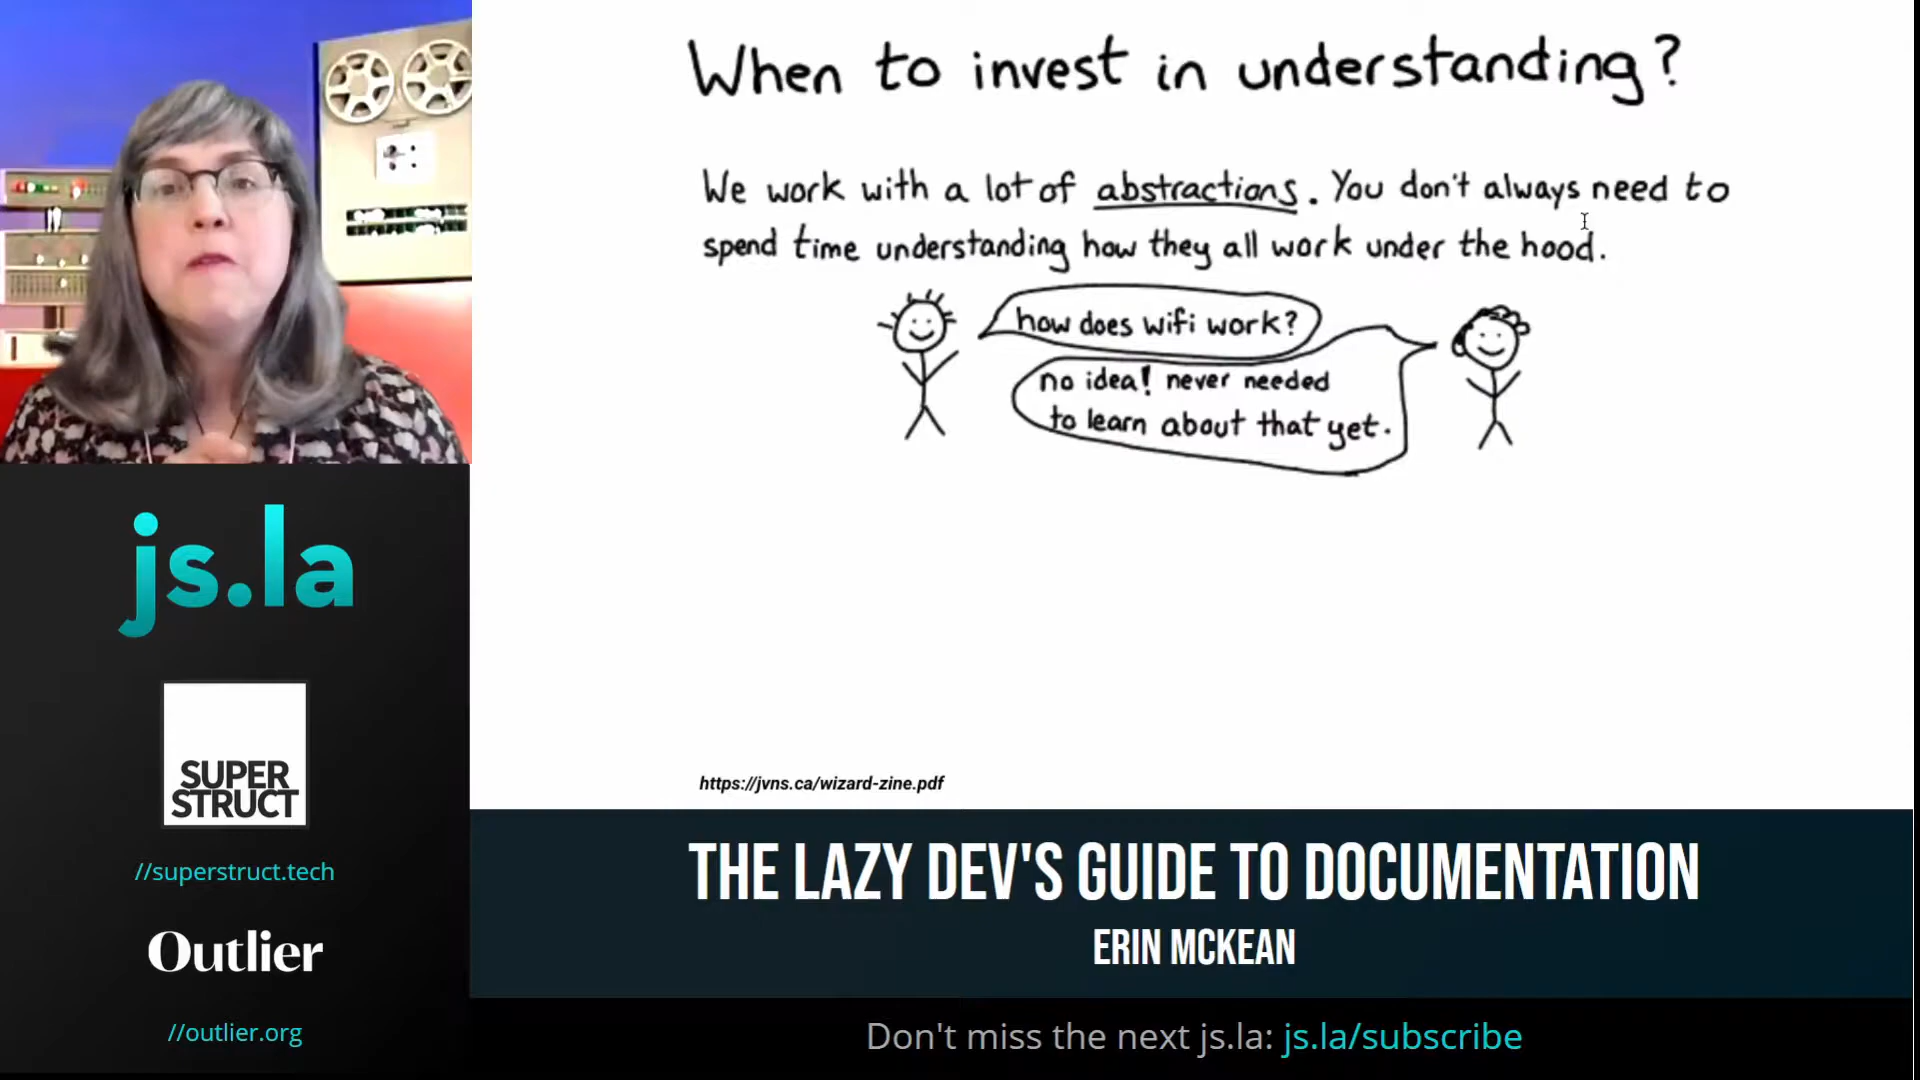 When to invest in understanding?
We work with a lot of abstractions. You don't always need to
spend time understanding how they all work under the hood.
how does wifi work?
no idea! never needed
to learn about that yet.
https://jvns.ca/wizard-zine.pdf
js.la
SUPER
STRUCT
//superstruct.tech
Outlier
//outlier.org
THE LAZY DEV'S GUIDE TO DOCUMENTATION
ERIN MCKEAN
Don't miss the next js.la: js.la/subscribe